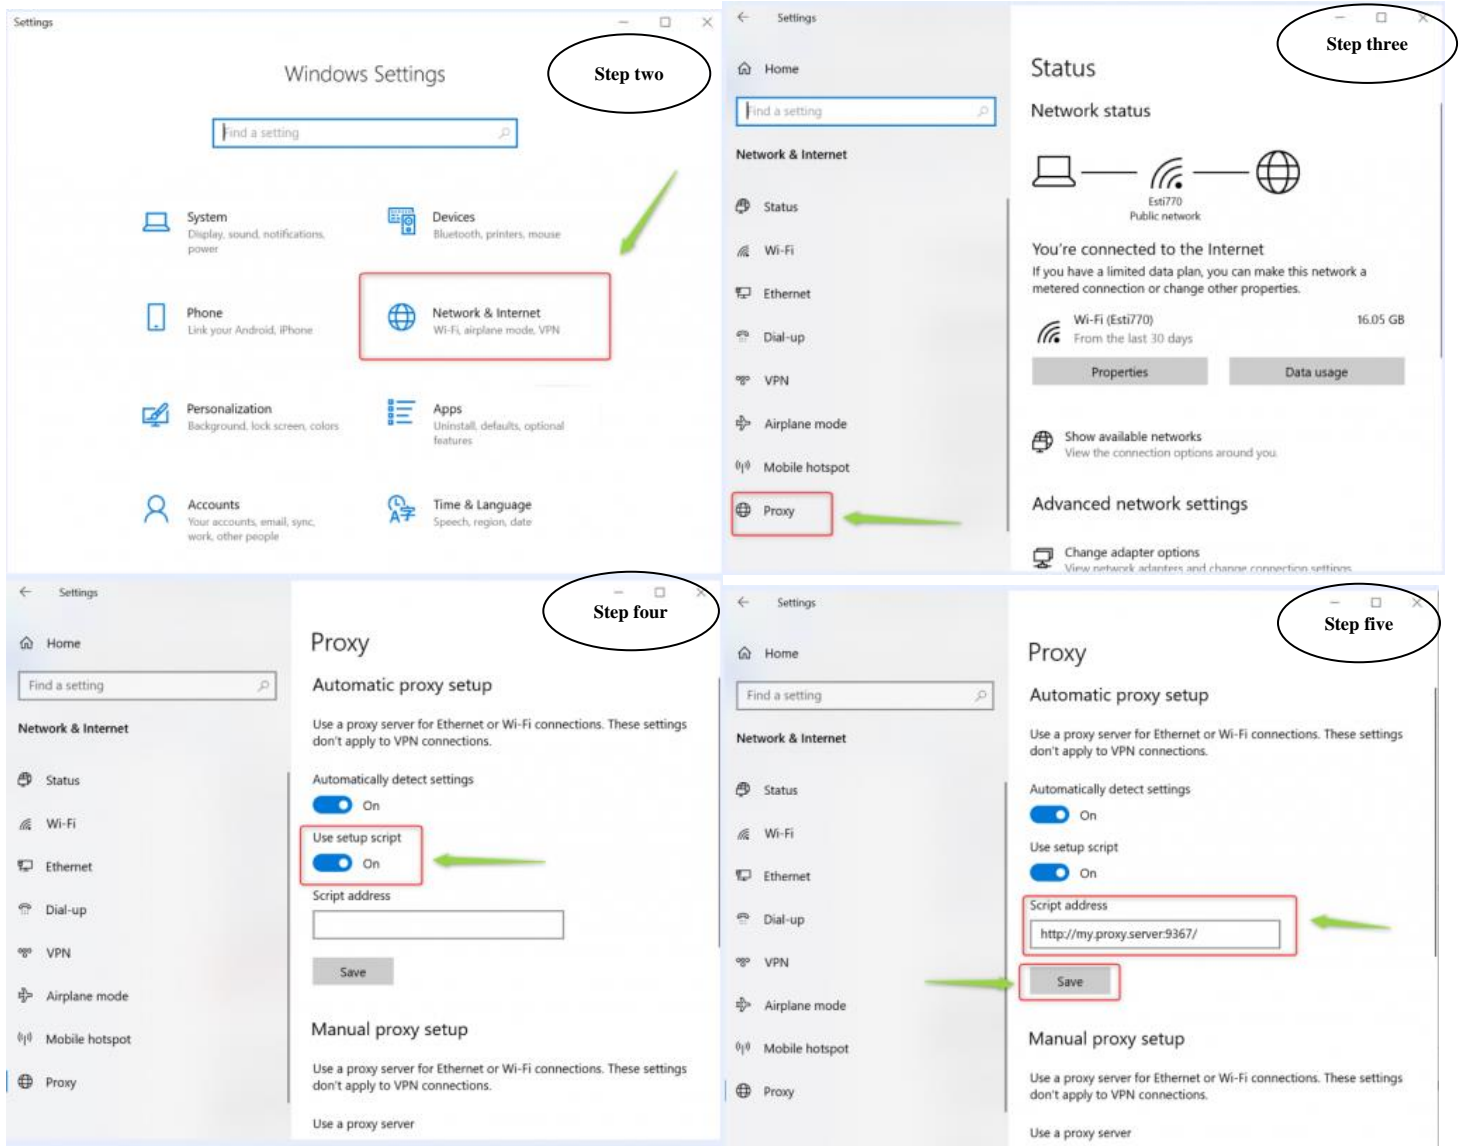 Settings
Step two
Windows Settings
Find a setting
System
Display, sound, notifications,
power
Devices
Bluetooth, printers, mouse
Phone
Link your Android, iPhone
Network & Internet
Wi-Fi, airplane mode, VPN
Personalization
Background, lock screen, colors
Apps
Uninstall, defaults, optional
features
Accounts
Your accounts, email, sync,
work, other people
Time & Language
Speech, region, date
Settings
Step three
Home
Find a setting
Network & Internet
Status
Wi-Fi
Ethernet
Dial-up
VPN
Airplane mode
Mobile hotspot
Proxy
Status
Network status
Esti770
Public network
You're connected to the Internet
If you have a limited data plan, you can make this network a
metered connection or change other properties.
Wi-Fi (Esti770)
From the last 30 days
16.05 GB
Properties
Data usage
Show available networks
View the connection options around you.
Advanced network settings
Change adapter options
View network adapters and change connection settings.
Settings
Step four
Home
Find a setting
Network & Internet
Status
Wi-Fi
Ethernet
Dial-up
VPN
Airplane mode
Mobile hotspot
Proxy
Proxy
Automatic proxy setup
Use a proxy server for Ethernet or Wi-Fi connections. These settings
don't apply to VPN connections.
Automatically detect settings
On
Use setup script
On
Script address
Save
Manual proxy setup
Use a proxy server for Ethernet or Wi-Fi connections. These settings
don't apply to VPN connections.
Use a proxy server
Settings
Step five
Home
Find a setting
Network & Internet
Status
Wi-Fi
Ethernet
Dial-up
VPN
Airplane mode
Mobile hotspot
Proxy
Proxy
Automatic proxy setup
Use a proxy server for Ethernet or Wi-Fi connections. These settings
don't apply to VPN connections.
Automatically detect settings
On
Use setup script
On
Script address
http://my.proxy.server:9367/
Save
Manual proxy setup
Use a proxy server for Ethernet or Wi-Fi connections. These settings
don't apply to VPN connections.
Use a proxy server